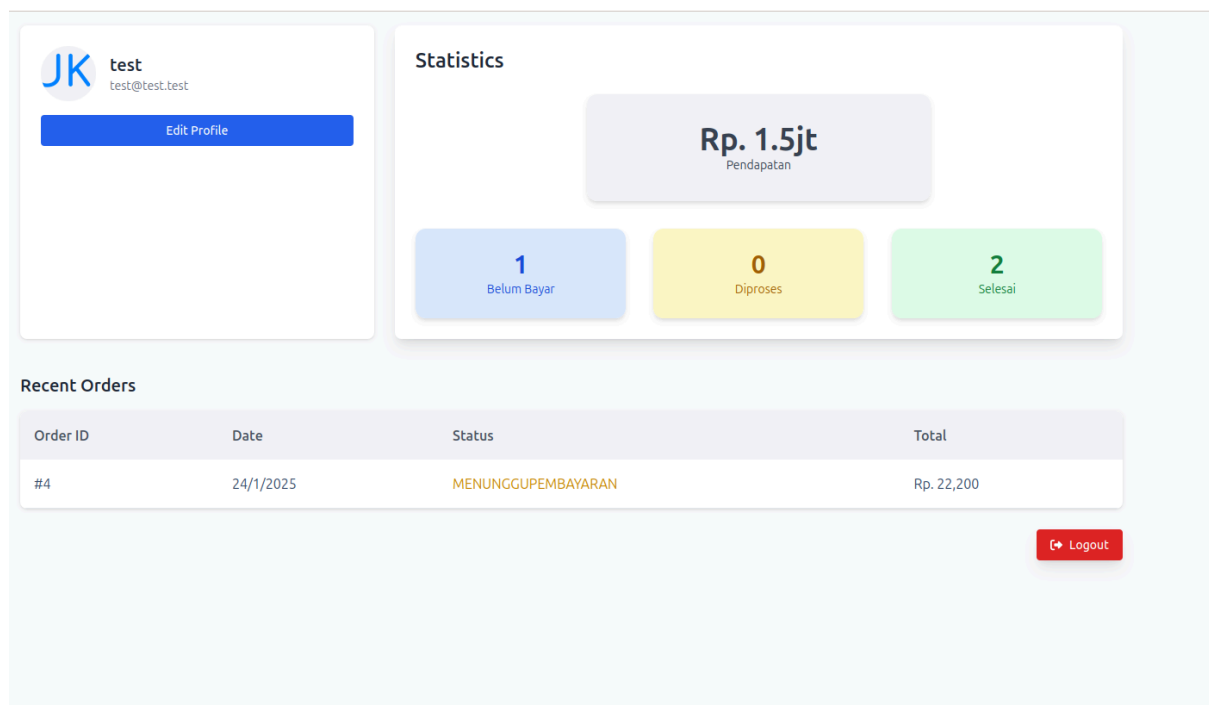 JK
test
test@test.test
Edit Profile
Statistics
Rp. 1.5jt
Pendapatan
1
Belum Bayar
0
Diproses
2
Selesai
Recent Orders
Order ID Date Status Total
#4 24/1/2025 MENUNGGUPEMBAYARAN Rp. 22,200
Logout